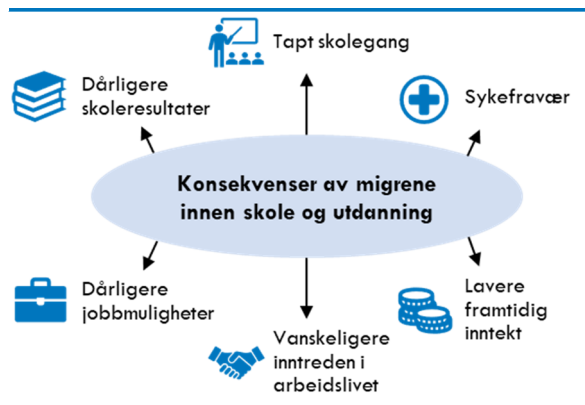 Tapt skolegang
Dårligere
skoleresultater
Sykefravær
Konsekvenser av migrene
innen skole og utdanning
Dårligere
jobbmuligheter
Vanskeligere
inntreden i
arbeidslivet
Lavere
framtidig
inntekt